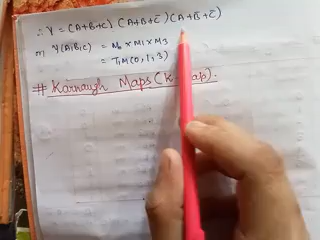 ∴ Y = (A+B+C) (A+B+C̅) (A+B̅+C̅)
m Y(A,B,C) = M₀ × M1 × M3
= πM(0,1,3)
# Karnaugh Maps (K-Map).